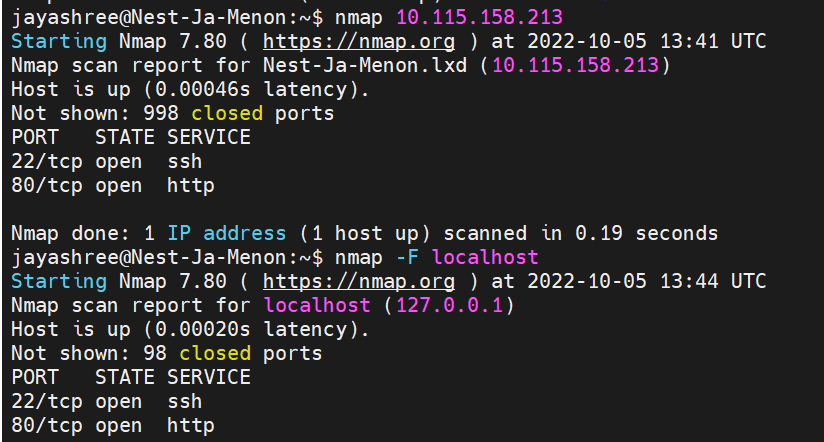 jayashree@Nest-Ja-Menon:~$ nmap 10.115.158.213
Starting Nmap 7.80 ( https://nmap.org ) at 2022-10-05 13:41 UTC
Nmap scan report for Nest-Ja-Menon.lxd (10.115.158.213)
Host is up (0.00046s latency).
Not shown: 998 closed ports
PORT   STATE SERVICE
22/tcp open  ssh
80/tcp open  http

Nmap done: 1 IP address (1 host up) scanned in 0.19 seconds
jayashree@Nest-Ja-Menon:~$ nmap -F localhost
Starting Nmap 7.80 ( https://nmap.org ) at 2022-10-05 13:44 UTC
Nmap scan report for localhost (127.0.0.1)
Host is up (0.00020s latency).
Not shown: 98 closed ports
PORT   STATE SERVICE
22/tcp open  ssh
80/tcp open  http